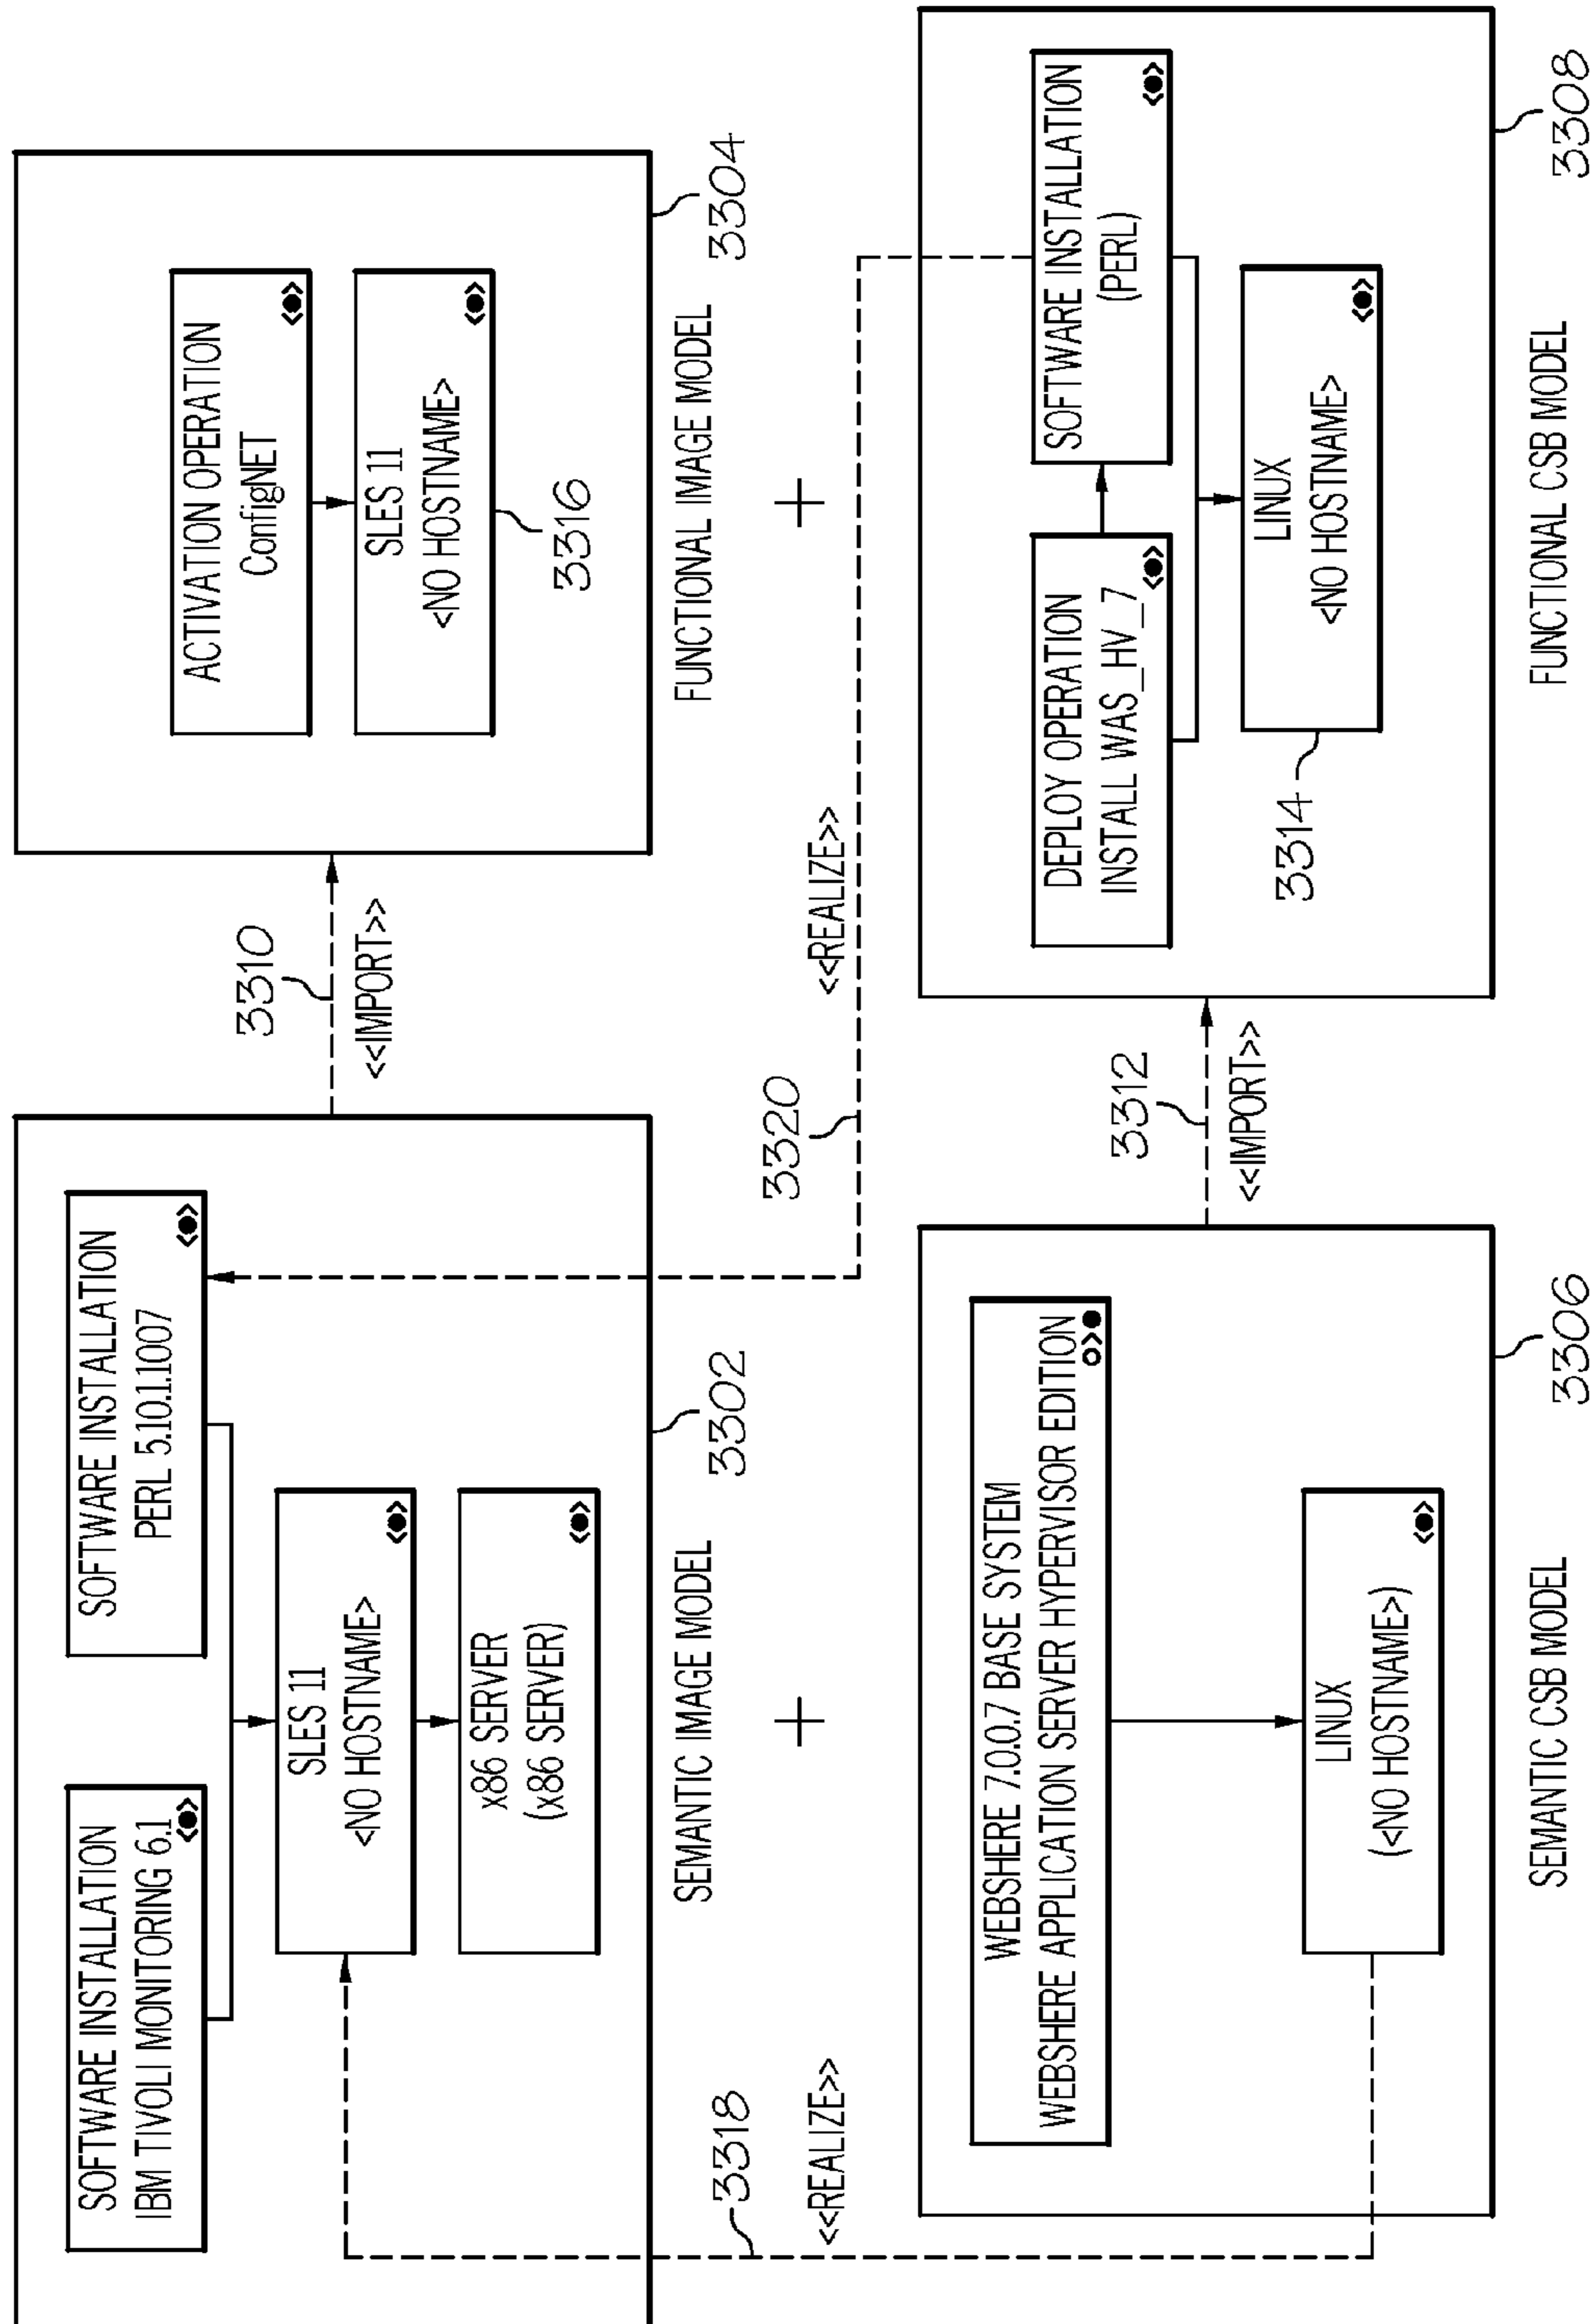 SOFTWARE INSTALLATION
IBM TIVOLI MONITORING 6.1
SOFTWARE INSTALLATION
PERL 5.10.1.1007
SLES 11
<NO HOSTNAME>
x86 SERVER
(x86 SERVER)
SEMANTIC IMAGE MODEL
3302
3310
<<IMPORT>>
ACTIVATION OPERATION
ConfigNET
SLES 11
<NO HOSTNAME>
3316
FUNCTIONAL IMAGE MODEL
3304
+
+
3318
<<REALIZE>>
3320
<<REALIZE>>
WEBSHERE 7.0.0.7 BASE SYSTEM
WEBSHERE APPLICATION SERVER HYPERVISOR EDITION
LINUX
(<NO HOSTNAME>)
SEMANTIC CSB MODEL
3306
3312
<<IMPORT>>
DEPLOY OPERATION
INSTALL WAS_HV_7
SOFTWARE INSTALLATION
(PERL)
LINUX
<NO HOSTNAME>
3314
FUNCTIONAL CSB MODEL
3308